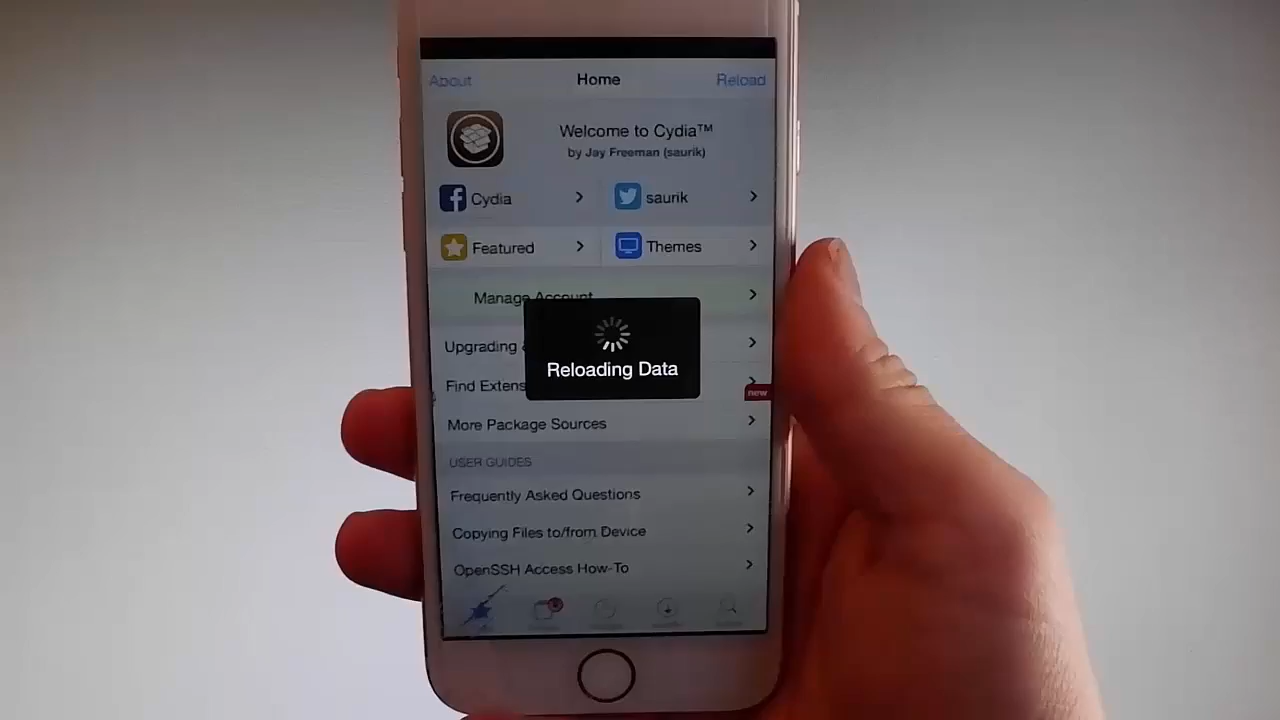 About Home Reload
Welcome to Cydia™
by Jay Freeman (saurik)
Cydia saurik
Featured Themes
Manage Account
Upgrading
Reloading Data
Find Extens
new
More Package Sources
USER GUIDES
Frequently Asked Questions
Copying Files to/from Device
OpenSSH Access How-To